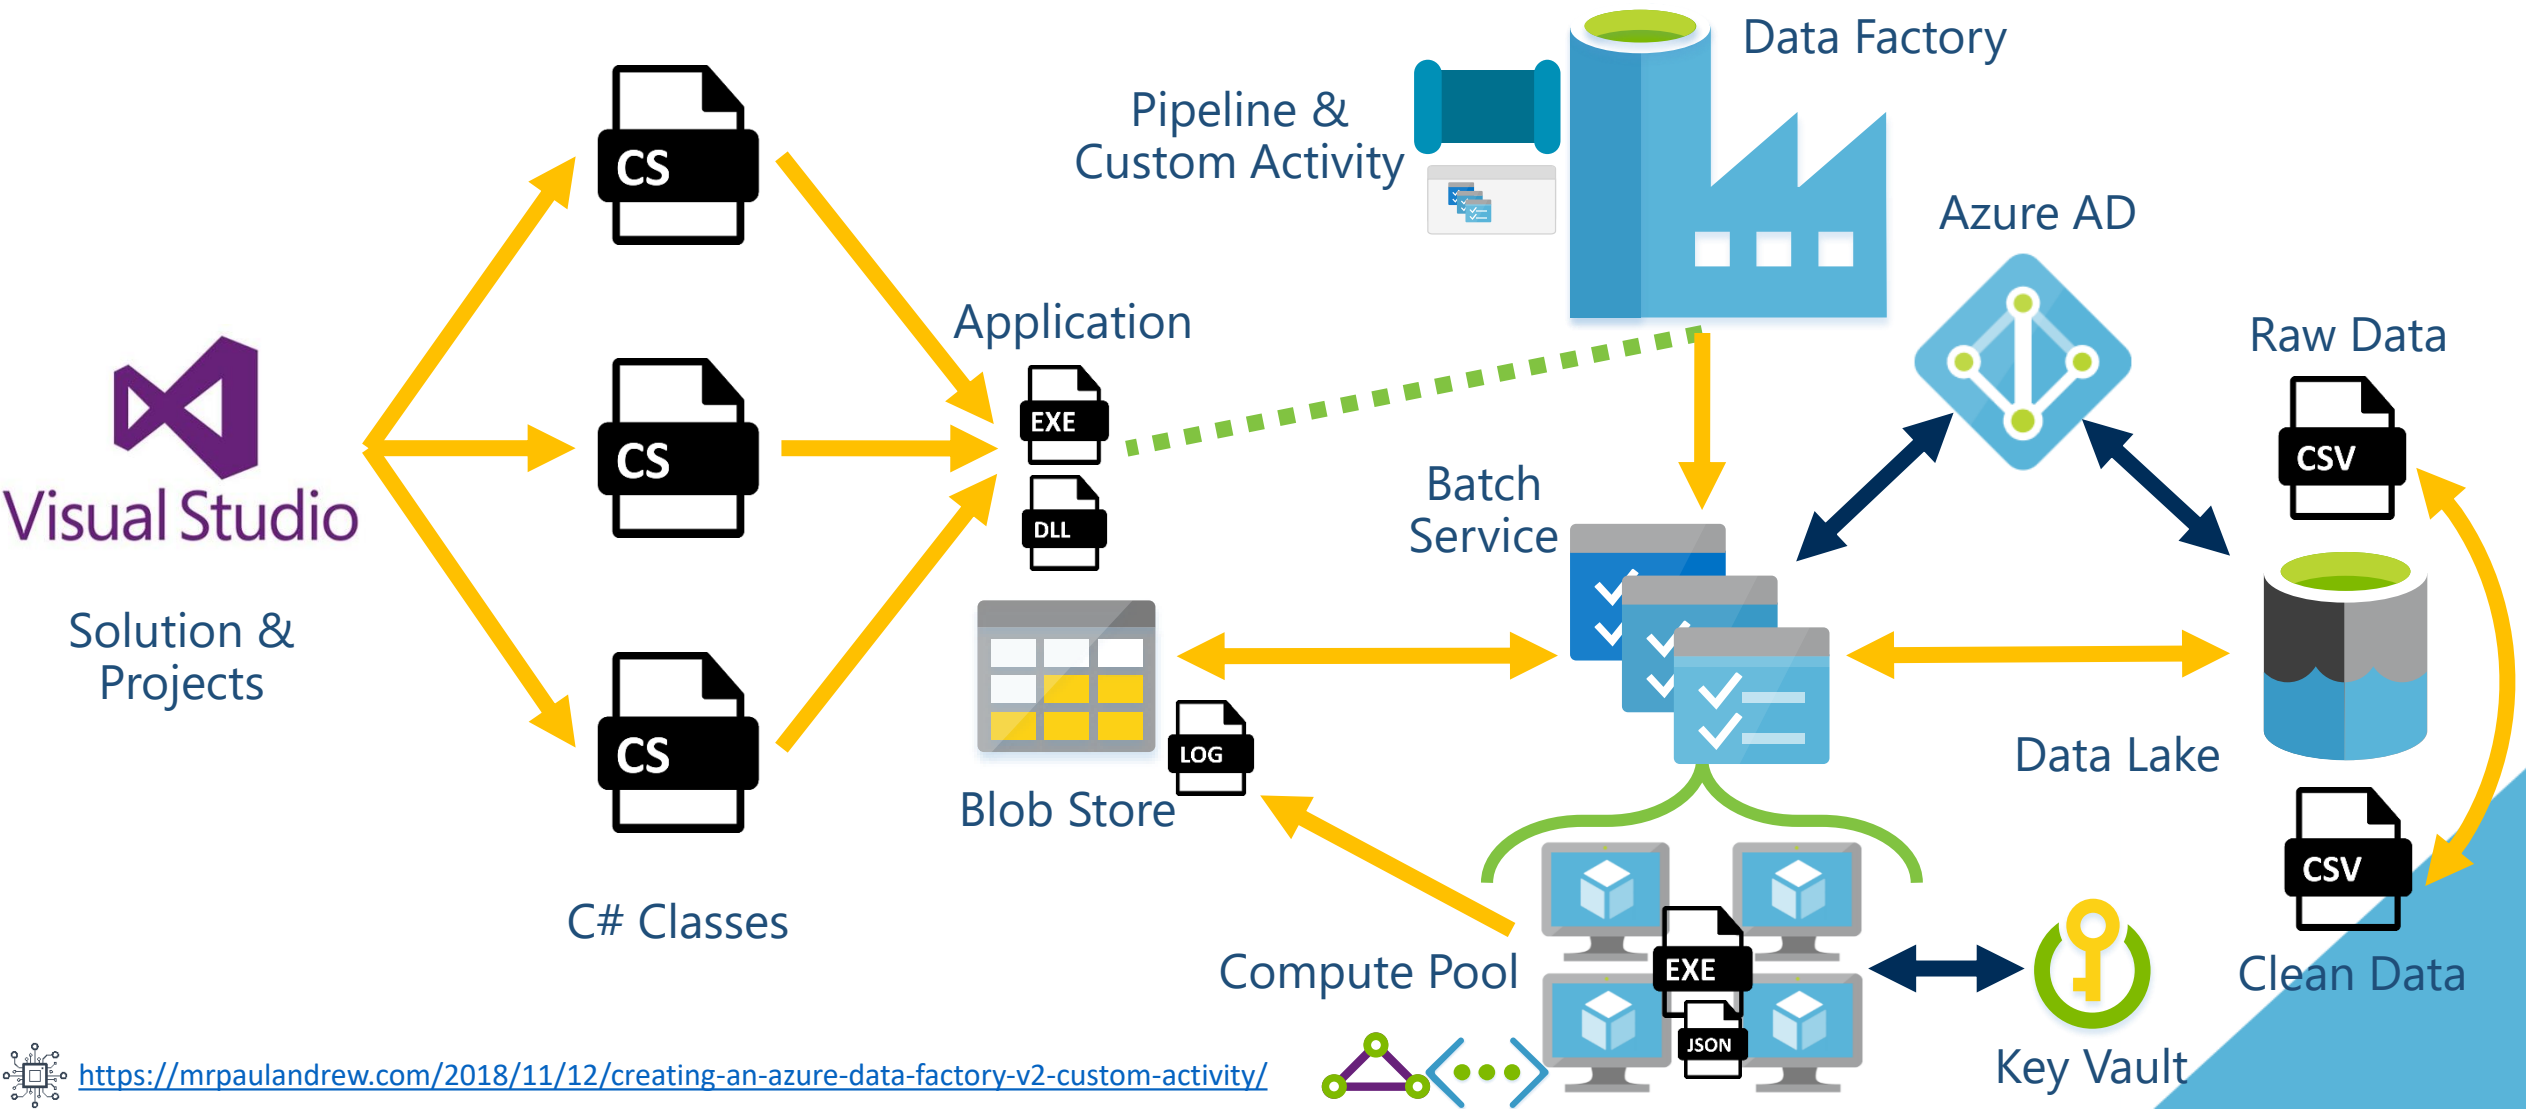 Data Factory
Pipeline &
Custom Activity
CS
Azure AD
Application
Raw Data
EXE
CS
CSV
Batch
Service
Visual Studio
DLL
Solution &
Projects
LOG
CS
Data Lake
Blob Store
CSV
C# Classes
Compute Pool
EXE
Clean Data
JSON
Key Vault
https://mrpaulandrew.com/2018/11/12/creating-an-azure-data-factory-v2-custom-activity/